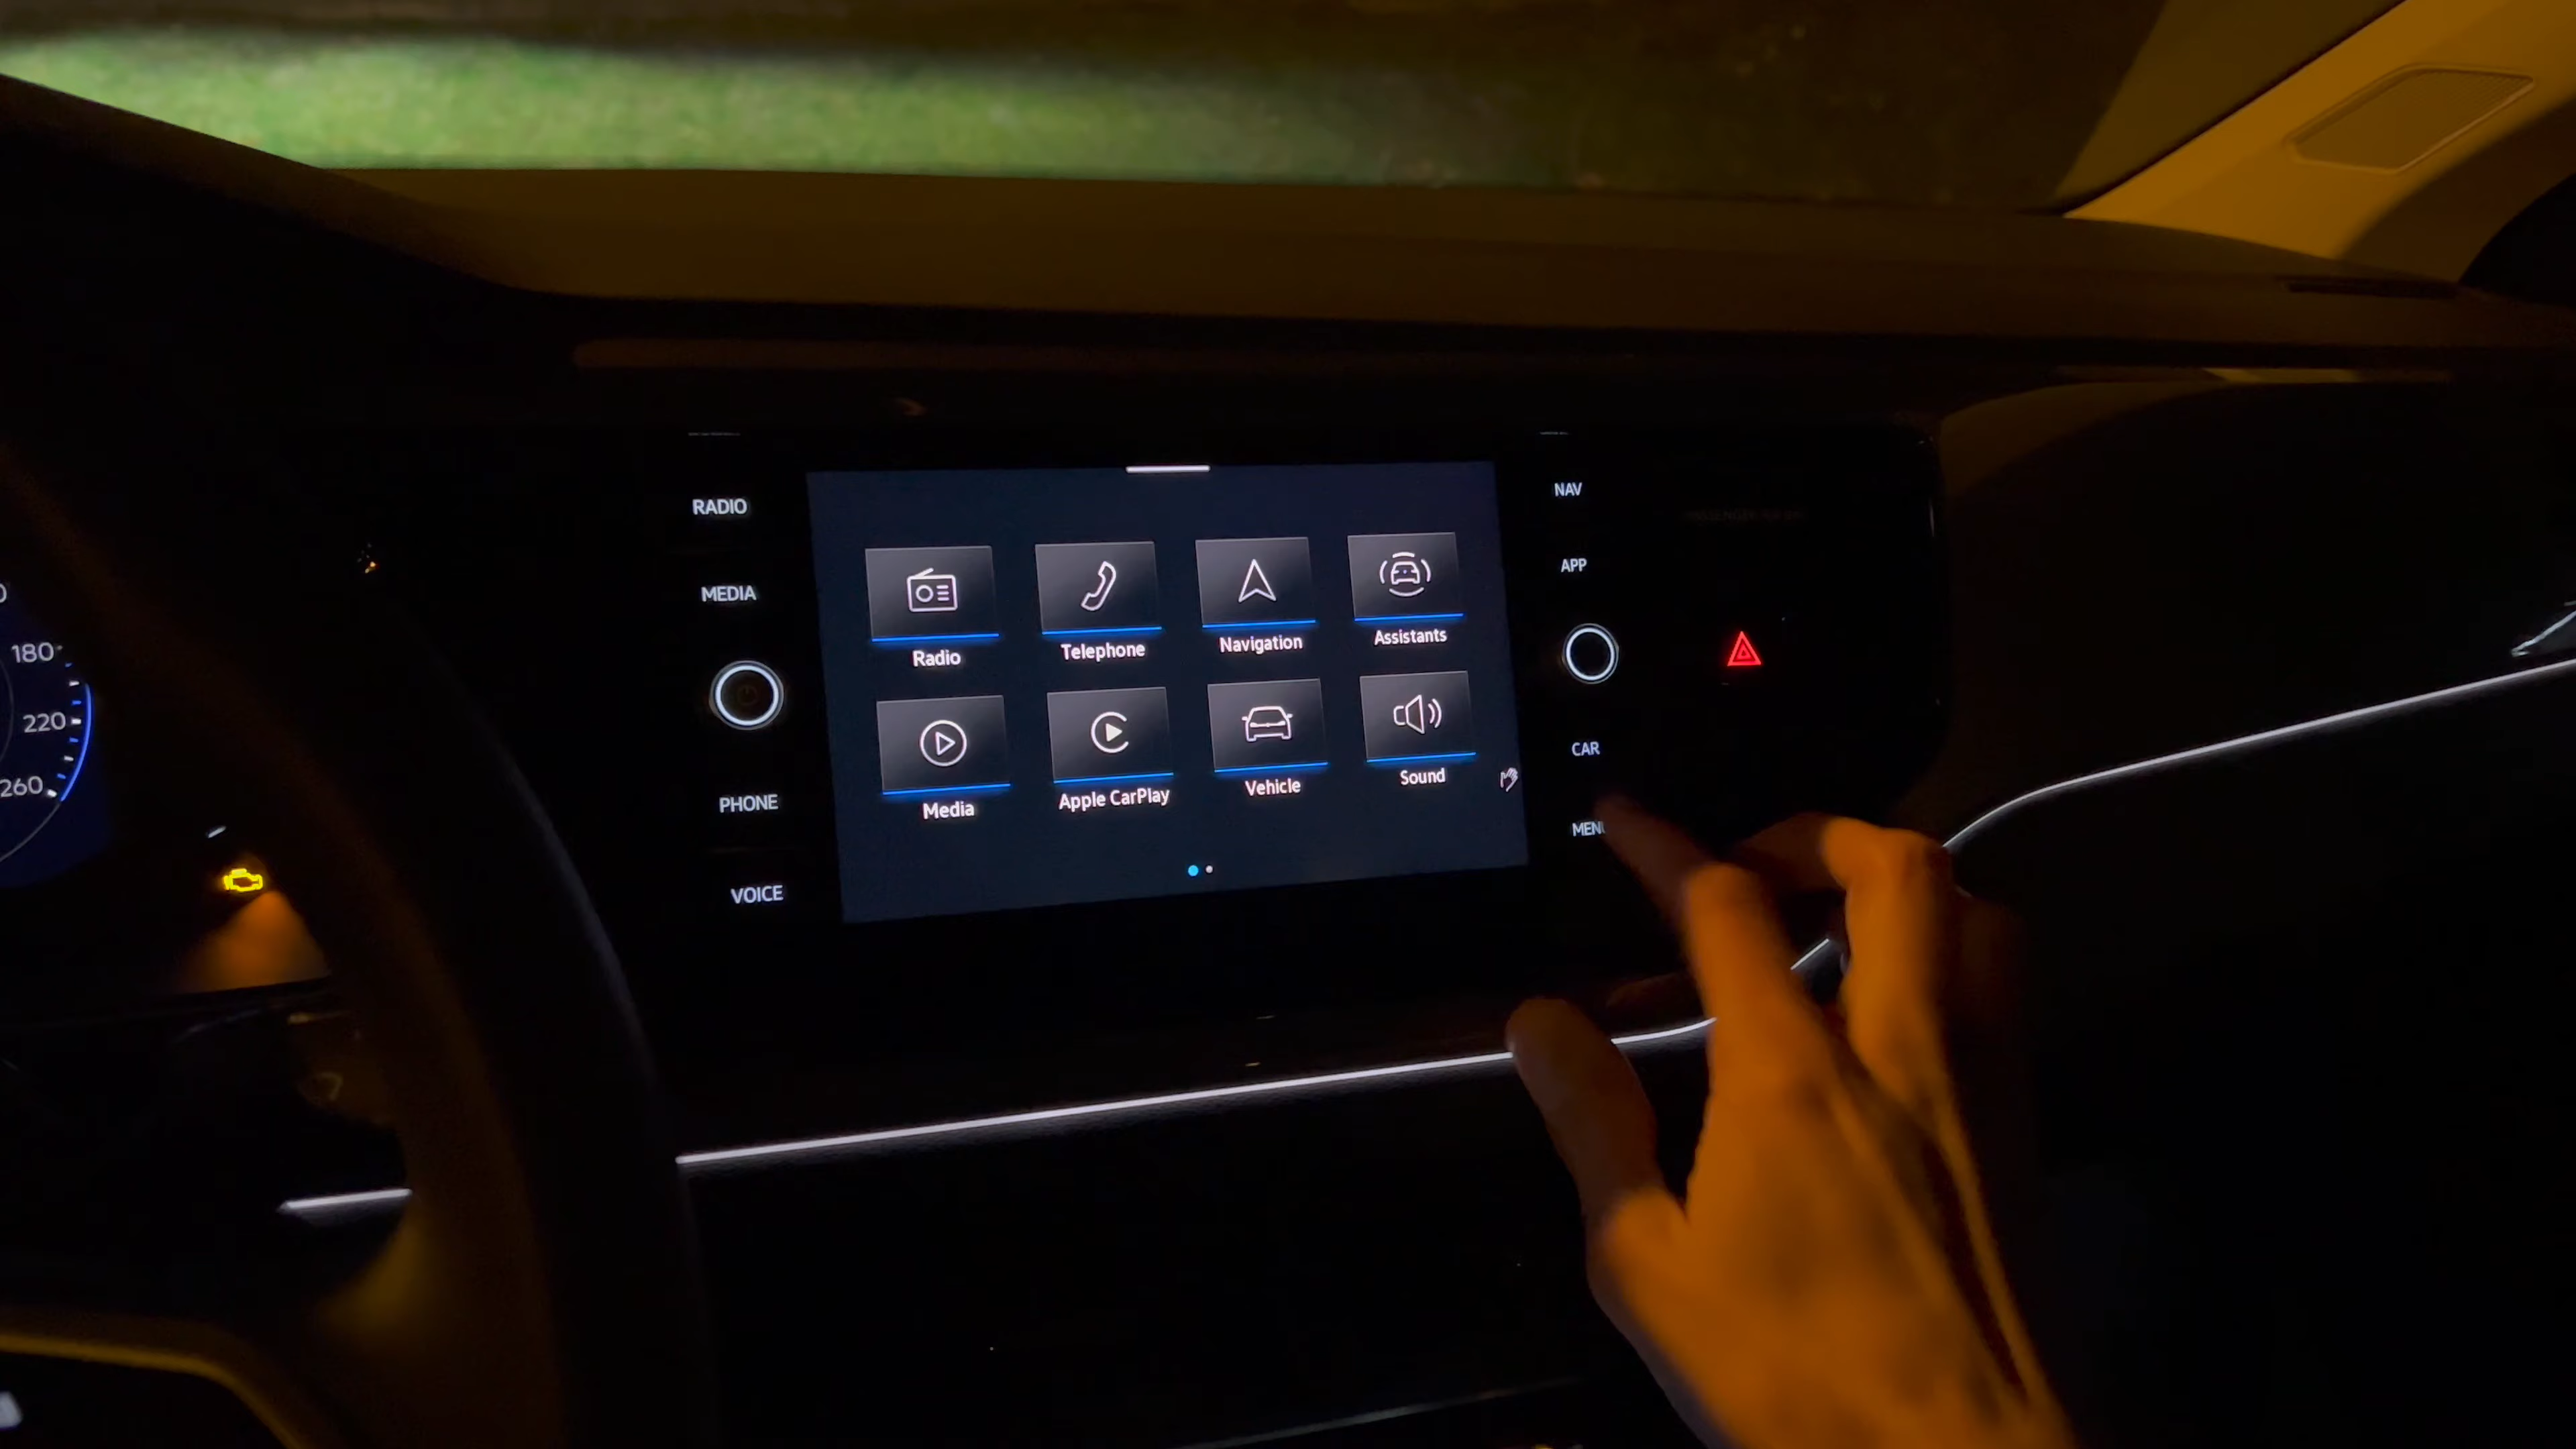 180
220
260
RADIO
MEDIA
PHONE
VOICE
Radio
Telephone
Navigation
Assistants
Media
Apple CarPlay
Vehicle
Sound
NAV
APP
CAR
MENU